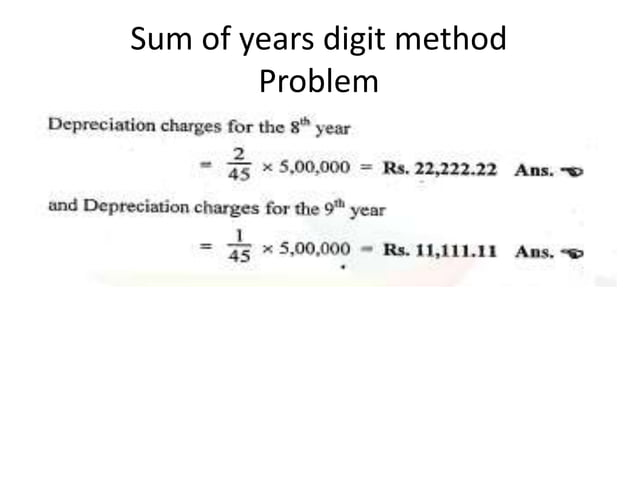 Sum of years digit method
Problem
Depreciation charges for the 8th year
= 2/45 × 5,00,000 = Rs. 22,222.22 Ans.
and Depreciation charges for the 9th year
= 1/45 × 5,00,000 = Rs. 11,111.11 Ans.